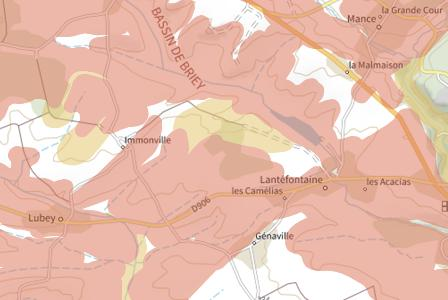 la Grande Cour
Mance
BASSIN DE BRIEY
la Malmaison
Immonville
Lantéfontaine
les Acacias
les Camélias
D906
Lubey
Génaville